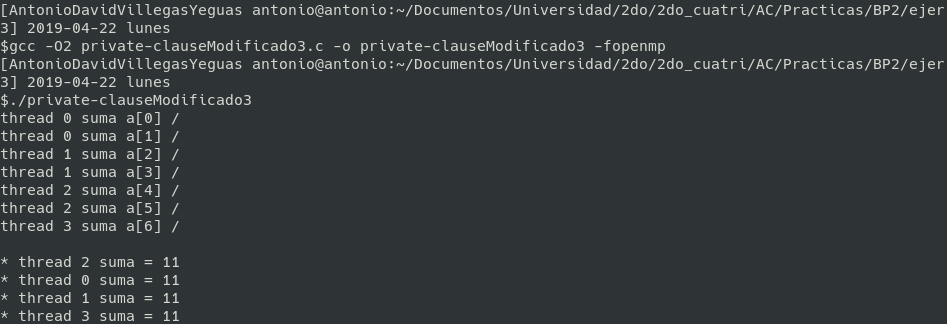 [AntonioDavidVillegasYeguas antonio@antonio:~/Documentos/Universidad/2do/2do_cuatri/AC/Practicas/BP2/ejer
3] 2019-04-22 lunes
$gcc -O2 private-clauseModificado3.c -o private-clauseModificado3 -fopenmp
[AntonioDavidVillegasYeguas antonio@antonio:~/Documentos/Universidad/2do/2do_cuatri/AC/Practicas/BP2/ejer
3] 2019-04-22 lunes
$./private-clauseModificado3
thread 0 suma a[0] /
thread 0 suma a[1] /
thread 1 suma a[2] /
thread 1 suma a[3] /
thread 2 suma a[4] /
thread 2 suma a[5] /
thread 3 suma a[6] /

* thread 2 suma = 11
* thread 0 suma = 11
* thread 1 suma = 11
* thread 3 suma = 11